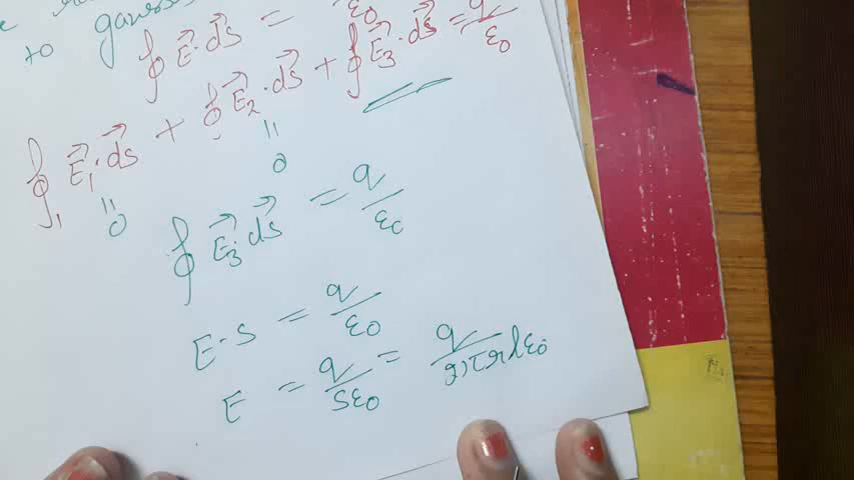 to gauss
∮ E⃗ · ds⃗ = /ε0
∮₁ E⃗₁ · ds⃗ + ∮ E⃗₂ · ds⃗ + ∮ E⃗₃ · ds⃗ = q/ε0
|| ||
0 0
∮ E⃗₃ · ds⃗ = q/ε0
E · s = q/ε0
E = q/Sε0 = q/2πrlε0